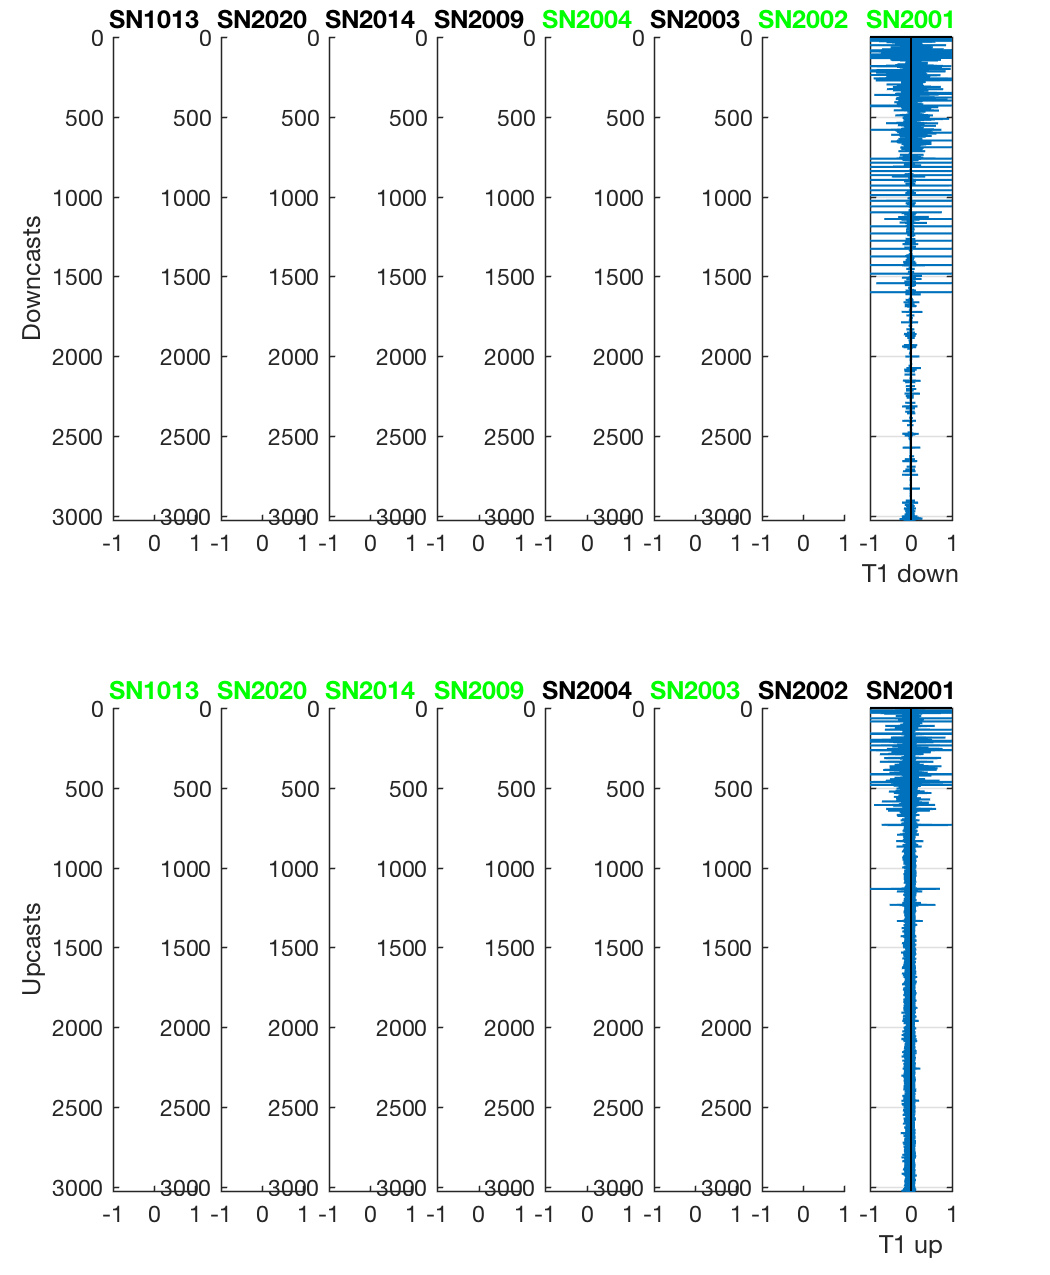 SN1013 SN2020 SN2014 SN2009 SN2004 SN2003 SN2002 SN2001
0 0 0 0 0 0 0
500 500 500 500 500 500 500
1000 1000 1000 1000 1000 1000 1000
1500 1500 1500 1500 1500 1500 1500
2000 2000 2000 2000 2000 2000 2000
2500 2500 2500 2500 2500 2500 2500
3000 3000 3000 3000 3000 3000 3000
-1 0 1 -1 0 1 -1 0 1 -1 0 1 -1 0 1 -1 0 1 -1 0 1 -1 0 1
Downcasts
T1 down
SN1013 SN2020 SN2014 SN2009 SN2004 SN2003 SN2002 SN2001
0 0 0 0 0 0 0
500 500 500 500 500 500 500
1000 1000 1000 1000 1000 1000 1000
1500 1500 1500 1500 1500 1500 1500
2000 2000 2000 2000 2000 2000 2000
2500 2500 2500 2500 2500 2500 2500
3000 3000 3000 3000 3000 3000 3000
-1 0 1 -1 0 1 -1 0 1 -1 0 1 -1 0 1 -1 0 1 -1 0 1 -1 0 1
Upcasts
T1 up